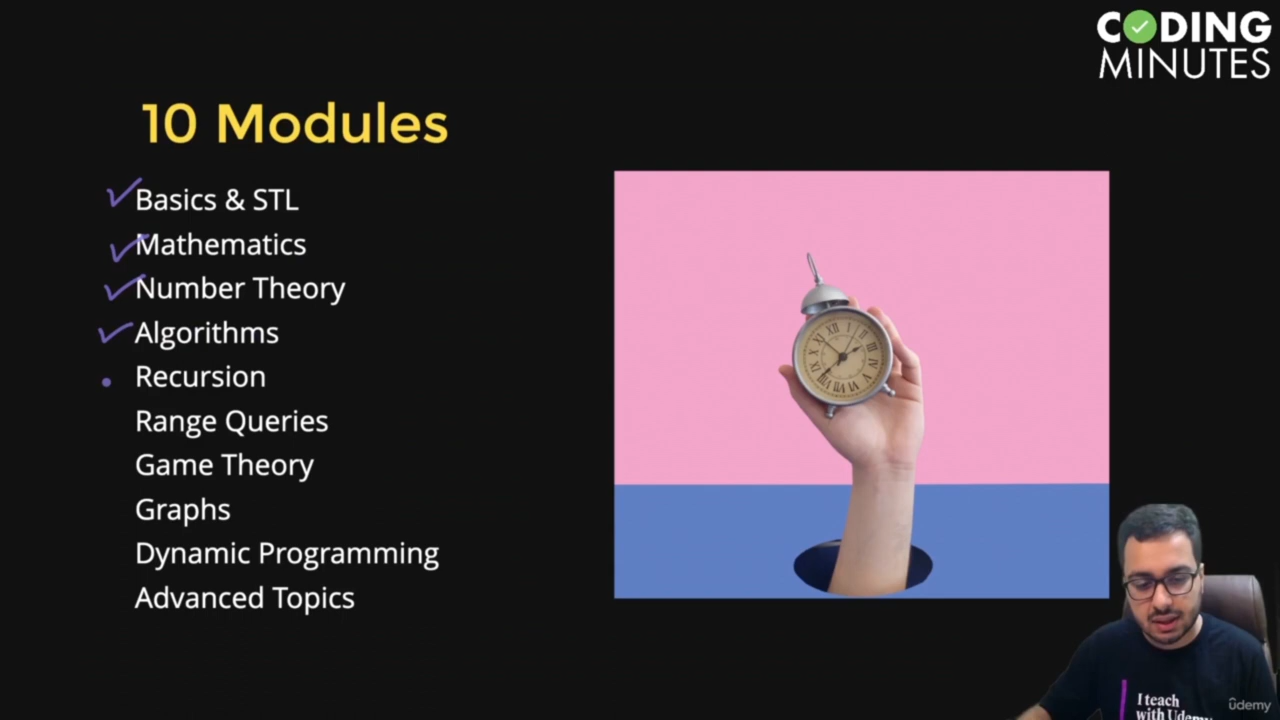 CODING
MINUTES
10 Modules
Basics & STL
Mathematics
Number Theory
Algorithms
Recursion
Range Queries
Game Theory
Graphs
Dynamic Programming
Advanced Topics
I teach
with Udemy
udemy